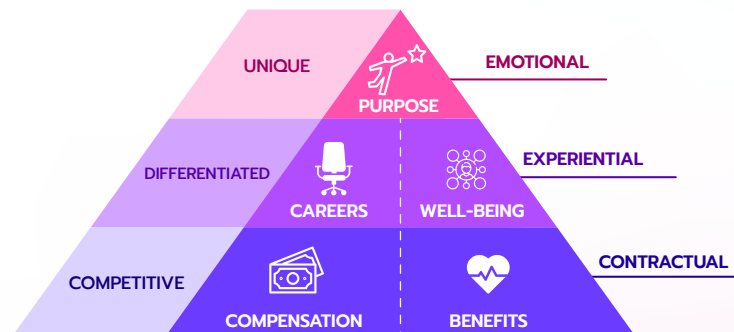 UNIQUE
EMOTIONAL
PURPOSE
DIFFERENTIATED
EXPERIENTIAL
CAREERS
WELL-BEING
COMPETITIVE
CONTRACTUAL
COMPENSATION
BENEFITS